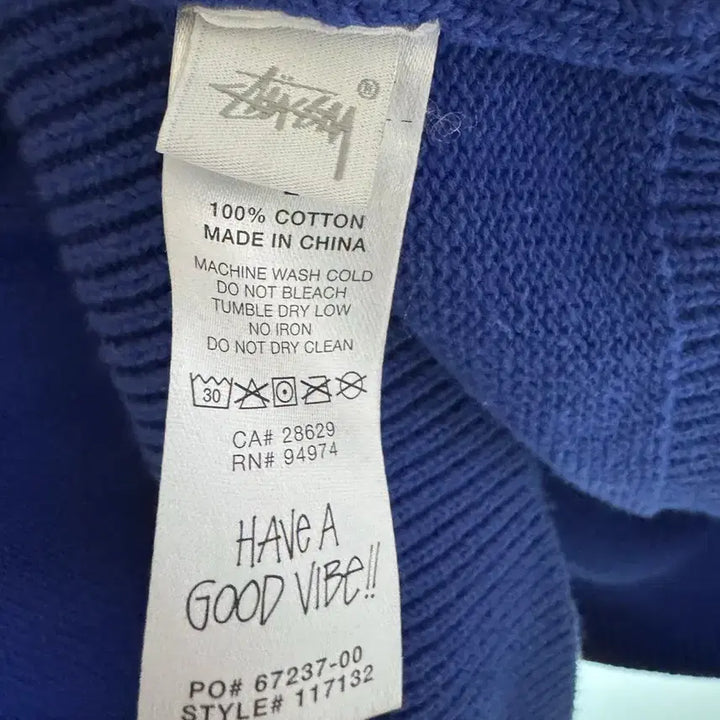 Stüssy ®
100% COTTON
MADE IN CHINA
MACHINE WASH COLD
DO NOT BLEACH
TUMBLE DRY LOW
NO IRON
DO NOT DRY CLEAN
30
CA# 28629
RN# 94974
HAVE A
GOOD VIBE!!
PO# 67237-00
STYLE# 117132